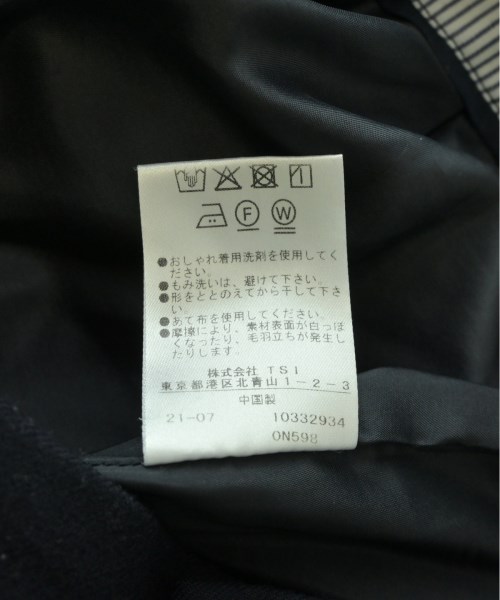 F W
●おしゃれ着用洗剤を使用してく
ださい。
●もみ洗いは、避けて下さい。
●形をととのえてから干して下さ
い。
●あて布を使用してください。
●摩擦により、素材表面が白っぽ
くなったり、毛羽立ちが発生し
たりします。
株式会社 TSI
東京都港区北青山1-2-3
中国製
21-07 10332934
0N598